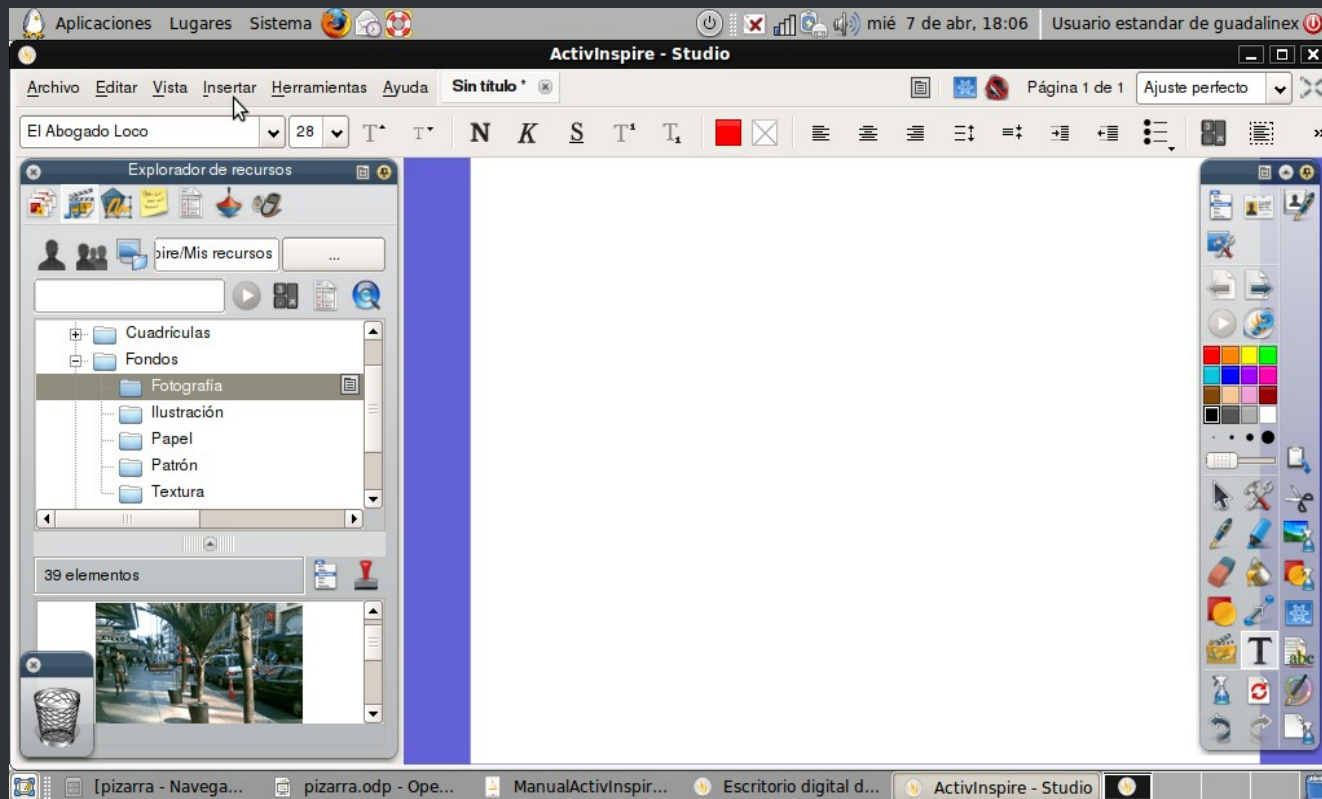 Aplicaciones Lugares Sistema mié 7 de abr, 18:06 Usuario estandar de guadalinex
ActivInspire - Studio
Archivo Editar Vista Insertar Herramientas Ayuda Sin título * Página 1 de 1 Ajuste perfecto
El Abogado Loco 28 T T N K S T¹ T₁ »
Explorador de recursos
pire/Mis recursos ...
Cuadrículas
Fondos
Fotografía
Ilustración
Papel
Patrón
Textura
39 elementos
T abc
[pizarra - Navega... pizarra.odp - Ope... ManualActivInspir... Escritorio digital d... ActivInspire - Studio